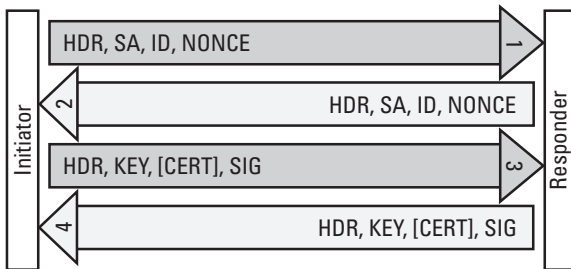 Initiator
HDR, SA, ID, NONCE
1
2
HDR, SA, ID, NONCE
HDR, KEY, [CERT], SIG
3
4
HDR, KEY, [CERT], SIG
Responder